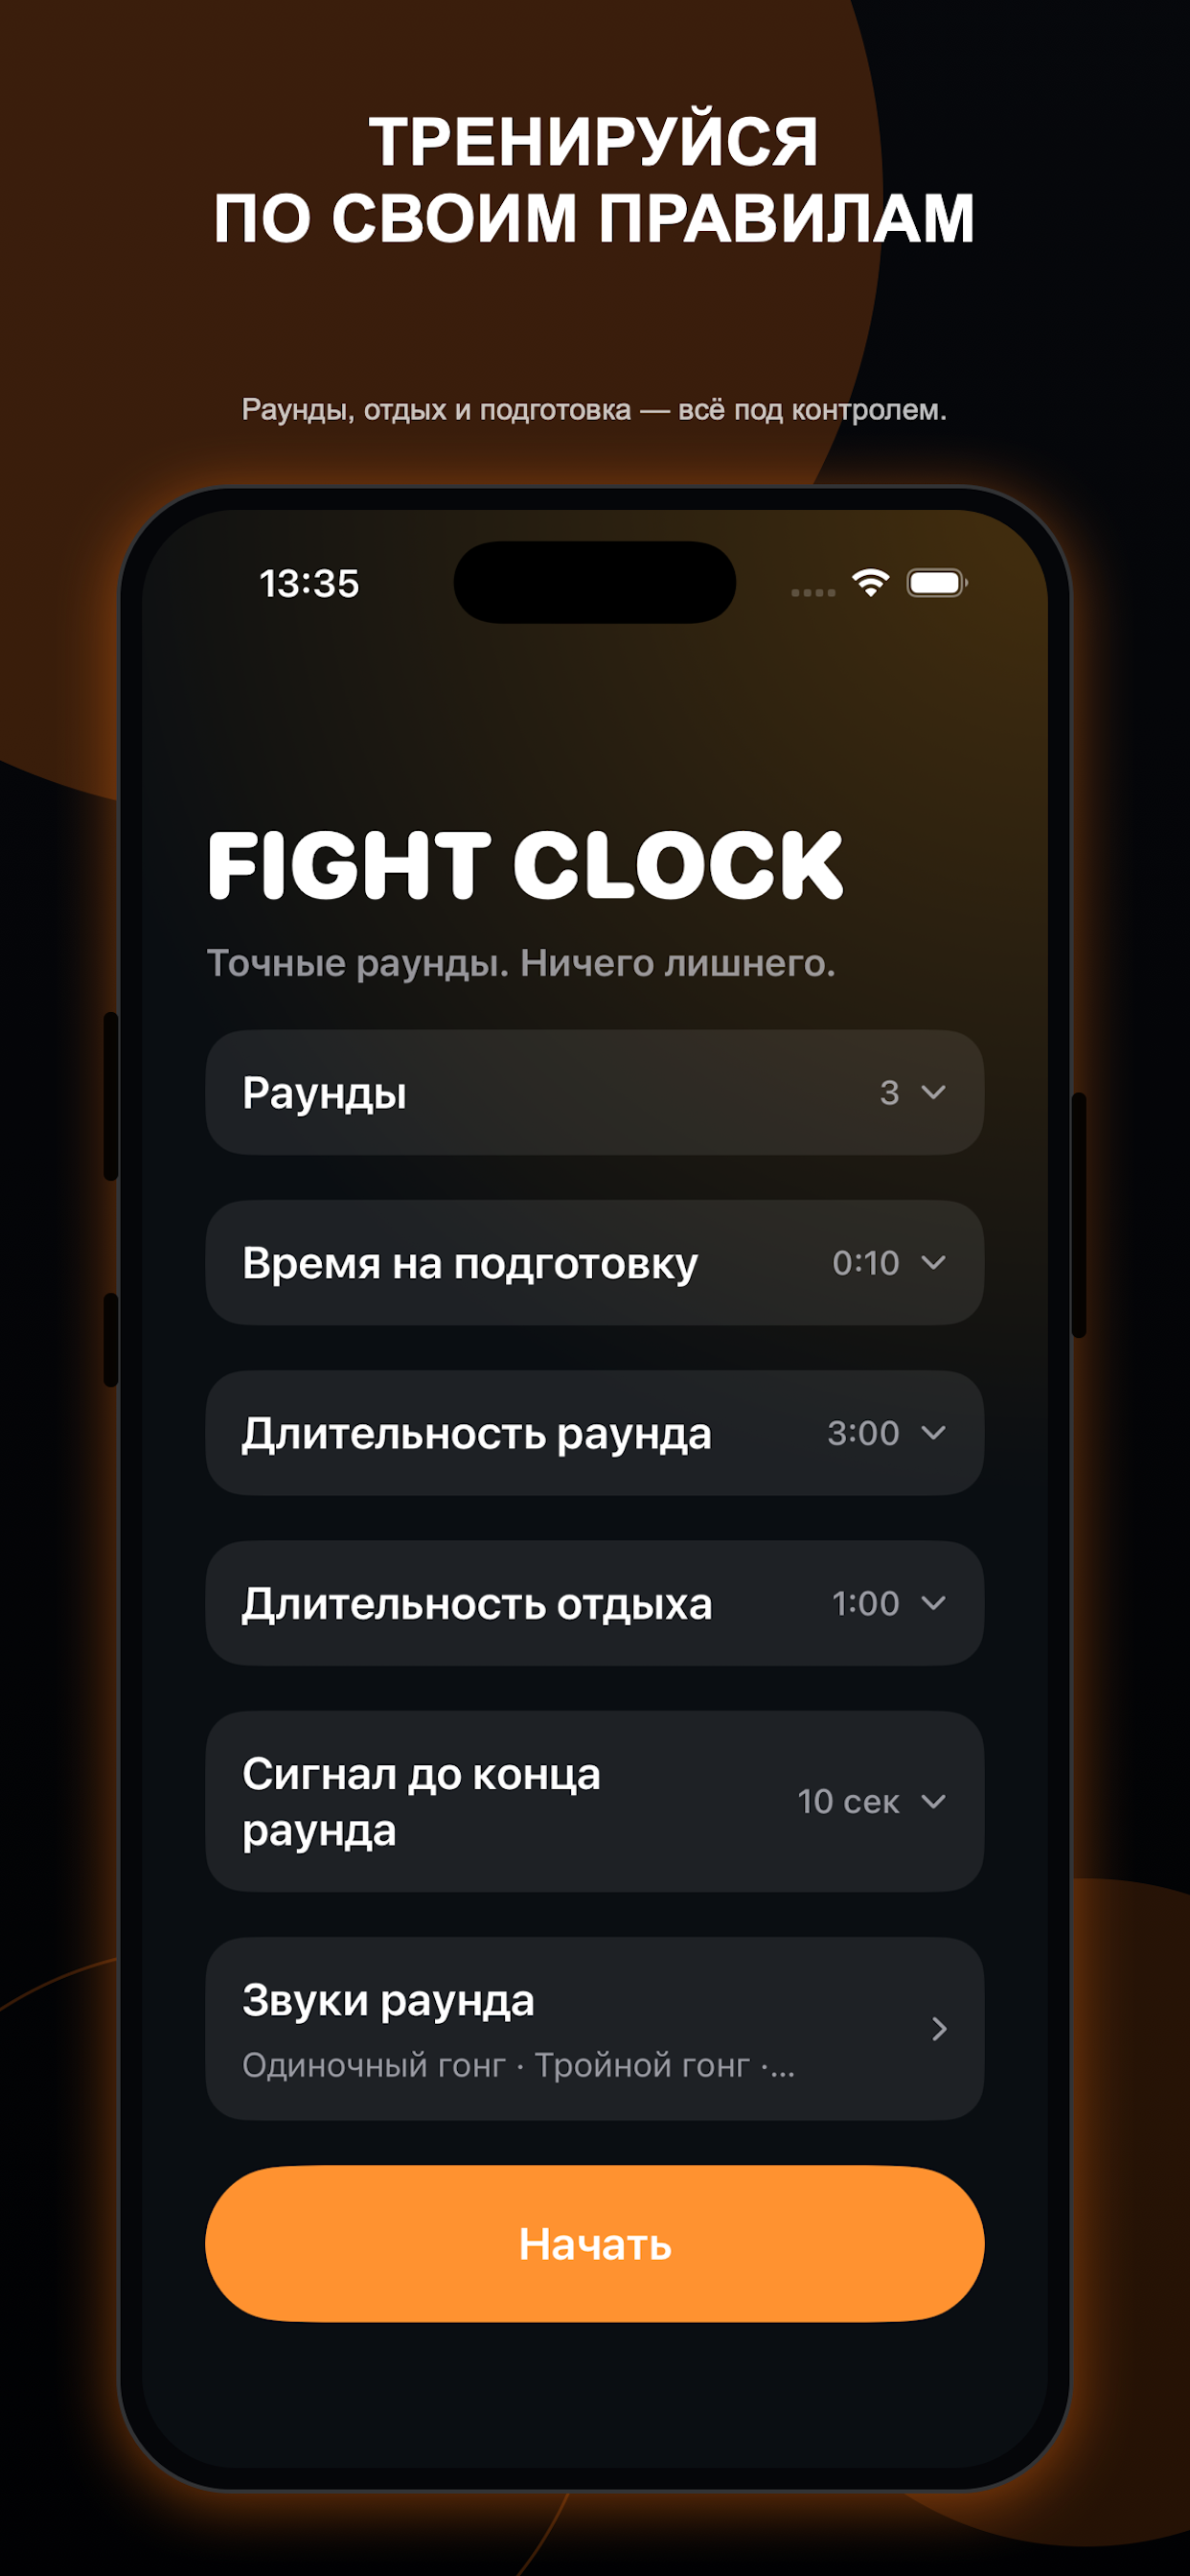 ТРЕНИРУЙСЯ
ПО СВОИМ ПРАВИЛАМ
Раунды, отдых и подготовка — всё под контролем.
13:35
FIGHT CLOCK
Точные раунды. Ничего лишнего.
Раунды 3
Время на подготовку 0:10
Длительность раунда 3:00
Длительность отдыха 1:00
Сигнал до конца
раунда
10 сек
Звуки раунда
Одиночный гонг · Тройной гонг ·...
Начать